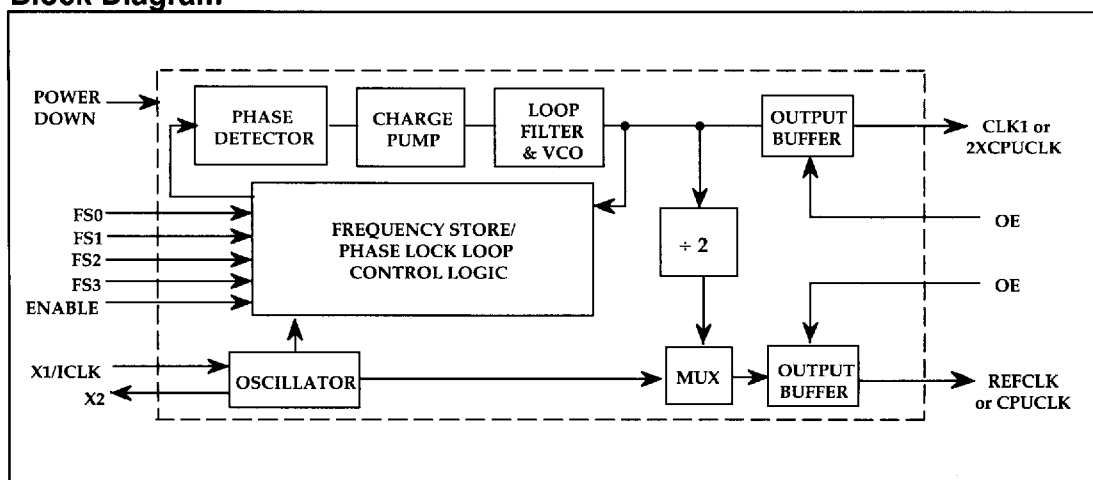 Block Diagram
POWER
DOWN
PHASE
DETECTOR
CHARGE
PUMP
LOOP
FILTER
& VCO
OUTPUT
BUFFER
CLK1 or
2XCPUCLK
FS0
FS1
FS2
FS3
ENABLE
FREQUENCY STORE/
PHASE LOCK LOOP
CONTROL LOGIC
÷ 2
OE
OE
X1/ICLK
X2
OSCILLATOR
MUX
OUTPUT
BUFFER
REFCLK
or CPUCLK